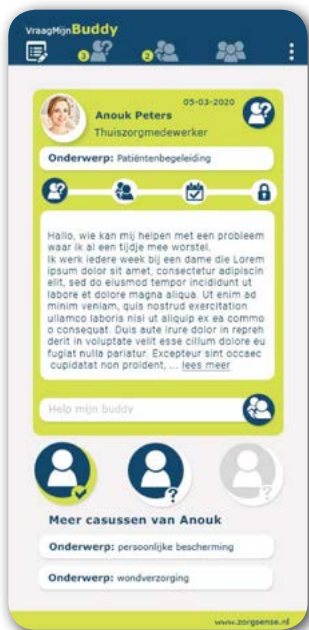 VraagMijnBuddy
3
?
2
05-03-2020
Anouk Peters
?
Thuiszorgmedewerker
Onderwerp: Patiëntenbegeleiding
?
Hallo, wie kan mij helpen met een probleem
waar ik al een tijdje mee worstel.
Ik werk iedere week bij een dame die Lorem
ipsum dolor sit amet, consectetur adipiscin
elit, sed do eiusmod tempor incididunt ut
labore et dolore magna aliqua. Ut enim ad
minim veniam, quis nostrud exercitation
ullamco laboris nisi ut aliquip ex ea commo
o consequat. Duis aute irure dolor in repreh
derit in voluptate velit esse cillum dolore eu
fugiat nulla pariatur. Excepteur sint occaec
cupidatat non proident, ... lees meer
Help mijn buddy
?
?
Meer casussen van Anouk
Onderwerp: persoonlijke bescherming
Onderwerp: wondverzorging
www.zorgsense.nl